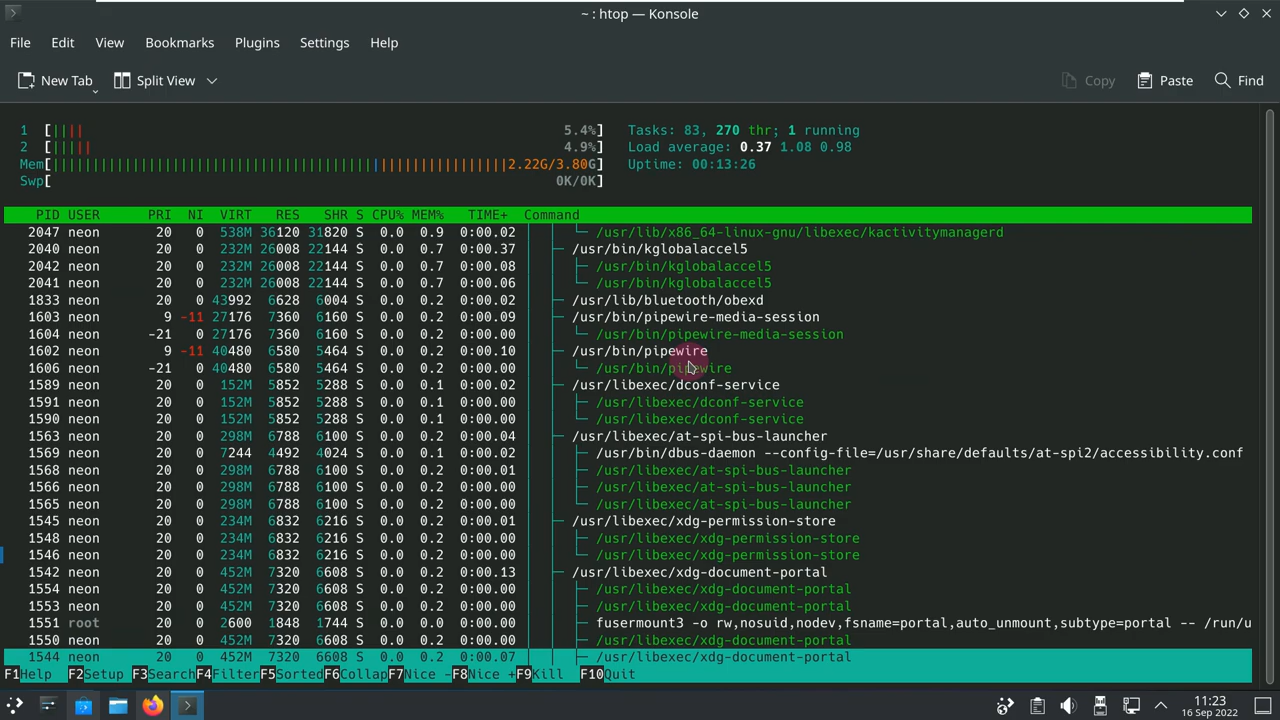 ~ : htop — Konsole
File Edit View Bookmarks Plugins Settings Help
New Tab Split View Copy Paste Find
1 [|||| 5.4%] Tasks: 83, 270 thr; 1 running
2 [||||| 4.9%] Load average: 0.37 1.08 0.98
Mem[||||||||||||||||||||||||||||||||||||||||||||||||||||||||2.22G/3.80G] Uptime: 00:13:26
Swp[ 0K/0K]
PID USER PRI NI VIRT RES SHR S CPU% MEM% TIME+ Command
2047 neon 20 0 538M 36120 31820 S 0.0 0.9 0:00.02 │ │ └─ /usr/lib/x86_64-linux-gnu/libexec/kactivitymanagerd
2040 neon 20 0 232M 26008 22144 S 0.0 0.7 0:00.37 │ ├─ /usr/bin/kglobalaccel5
2042 neon 20 0 232M 26008 22144 S 0.0 0.7 0:00.08 │ │ ├─ /usr/bin/kglobalaccel5
2041 neon 20 0 232M 26008 22144 S 0.0 0.7 0:00.06 │ │ └─ /usr/bin/kglobalaccel5
1833 neon 20 0 43992 6628 6004 S 0.0 0.2 0:00.02 │ ├─ /usr/lib/bluetooth/obexd
1603 neon 9 -11 27176 7360 6160 S 0.0 0.2 0:00.09 │ ├─ /usr/bin/pipewire-media-session
1604 neon -21 0 27176 7360 6160 S 0.0 0.2 0:00.00 │ │ └─ /usr/bin/pipewire-media-session
1602 neon 9 -11 40480 6580 5464 S 0.0 0.2 0:00.10 │ ├─ /usr/bin/pipewire
1606 neon -21 0 40480 6580 5464 S 0.0 0.2 0:00.00 │ │ └─ /usr/bin/pipewire
1589 neon 20 0 152M 5852 5288 S 0.0 0.1 0:00.02 │ ├─ /usr/libexec/dconf-service
1591 neon 20 0 152M 5852 5288 S 0.0 0.1 0:00.00 │ │ ├─ /usr/libexec/dconf-service
1590 neon 20 0 152M 5852 5288 S 0.0 0.1 0:00.00 │ │ └─ /usr/libexec/dconf-service
1563 neon 20 0 298M 6788 6100 S 0.0 0.2 0:00.04 │ ├─ /usr/libexec/at-spi-bus-launcher
1569 neon 20 0 7244 4492 4024 S 0.0 0.1 0:00.02 │ │ ├─ /usr/bin/dbus-daemon --config-file=/usr/share/defaults/at-spi2/accessibility.conf
1568 neon 20 0 298M 6788 6100 S 0.0 0.2 0:00.01 │ │ ├─ /usr/libexec/at-spi-bus-launcher
1566 neon 20 0 298M 6788 6100 S 0.0 0.2 0:00.00 │ │ ├─ /usr/libexec/at-spi-bus-launcher
1565 neon 20 0 298M 6788 6100 S 0.0 0.2 0:00.00 │ │ └─ /usr/libexec/at-spi-bus-launcher
1545 neon 20 0 234M 6832 6216 S 0.0 0.2 0:00.01 │ ├─ /usr/libexec/xdg-permission-store
1548 neon 20 0 234M 6832 6216 S 0.0 0.2 0:00.00 │ │ ├─ /usr/libexec/xdg-permission-store
1546 neon 20 0 234M 6832 6216 S 0.0 0.2 0:00.00 │ │ └─ /usr/libexec/xdg-permission-store
1542 neon 20 0 452M 7320 6608 S 0.0 0.2 0:00.13 │ ├─ /usr/libexec/xdg-document-portal
1554 neon 20 0 452M 7320 6608 S 0.0 0.2 0:00.00 │ │ ├─ /usr/libexec/xdg-document-portal
1553 neon 20 0 452M 7320 6608 S 0.0 0.2 0:00.00 │ │ ├─ /usr/libexec/xdg-document-portal
1551 root 20 0 2600 1848 1744 S 0.0 0.0 0:00.00 │ │ ├─ fusermount3 -o rw,nosuid,nodev,fsname=portal,auto_unmount,subtype=portal -- /run/u
1550 neon 20 0 452M 7320 6608 S 0.0 0.2 0:00.00 │ │ ├─ /usr/libexec/xdg-document-portal
1544 neon 20 0 452M 7320 6608 S 0.0 0.2 0:00.07 │ │ ├─ /usr/libexec/xdg-document-portal
F1Help F2Setup F3SearchF4FilterF5SortedF6CollapF7Nice -F8Nice +F9Kill F10Quit
11:23
16 Sep 2022